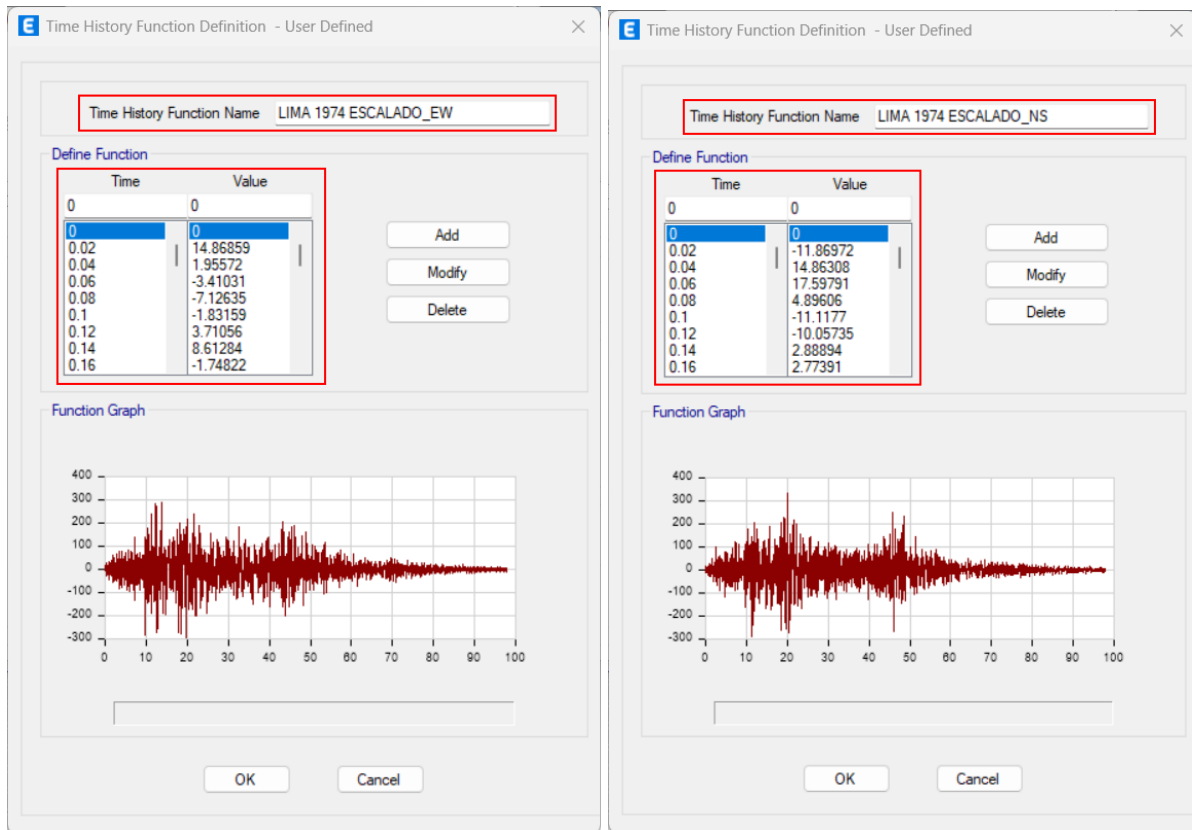 E Time History Function Definition - User Defined
Time History Function Name LIMA 1974 ESCALADO_EW
Define Function
Time Value
0 0
0 0
0.02 14.86859
0.04 1.95572
0.06 -3.41031
0.08 -7.12635
0.1 -1.83159
0.12 3.71056
0.14 8.61284
0.16 -1.74822
Add
Modify
Delete
Function Graph
400
300
200
100
0
-100
-200
-300
0 10 20 30 40 50 60 70 80 90 100
OK Cancel
E Time History Function Definition - User Defined
Time History Function Name LIMA 1974 ESCALADO_NS
Define Function
Time Value
0 0
0 0
0.02 -11.86972
0.04 14.86308
0.06 17.59791
0.08 4.89606
0.1 -11.1177
0.12 -10.05735
0.14 2.88894
0.16 2.77391
Add
Modify
Delete
Function Graph
400
300
200
100
0
-100
-200
-300
0 10 20 30 40 50 60 70 80 90 100
OK Cancel